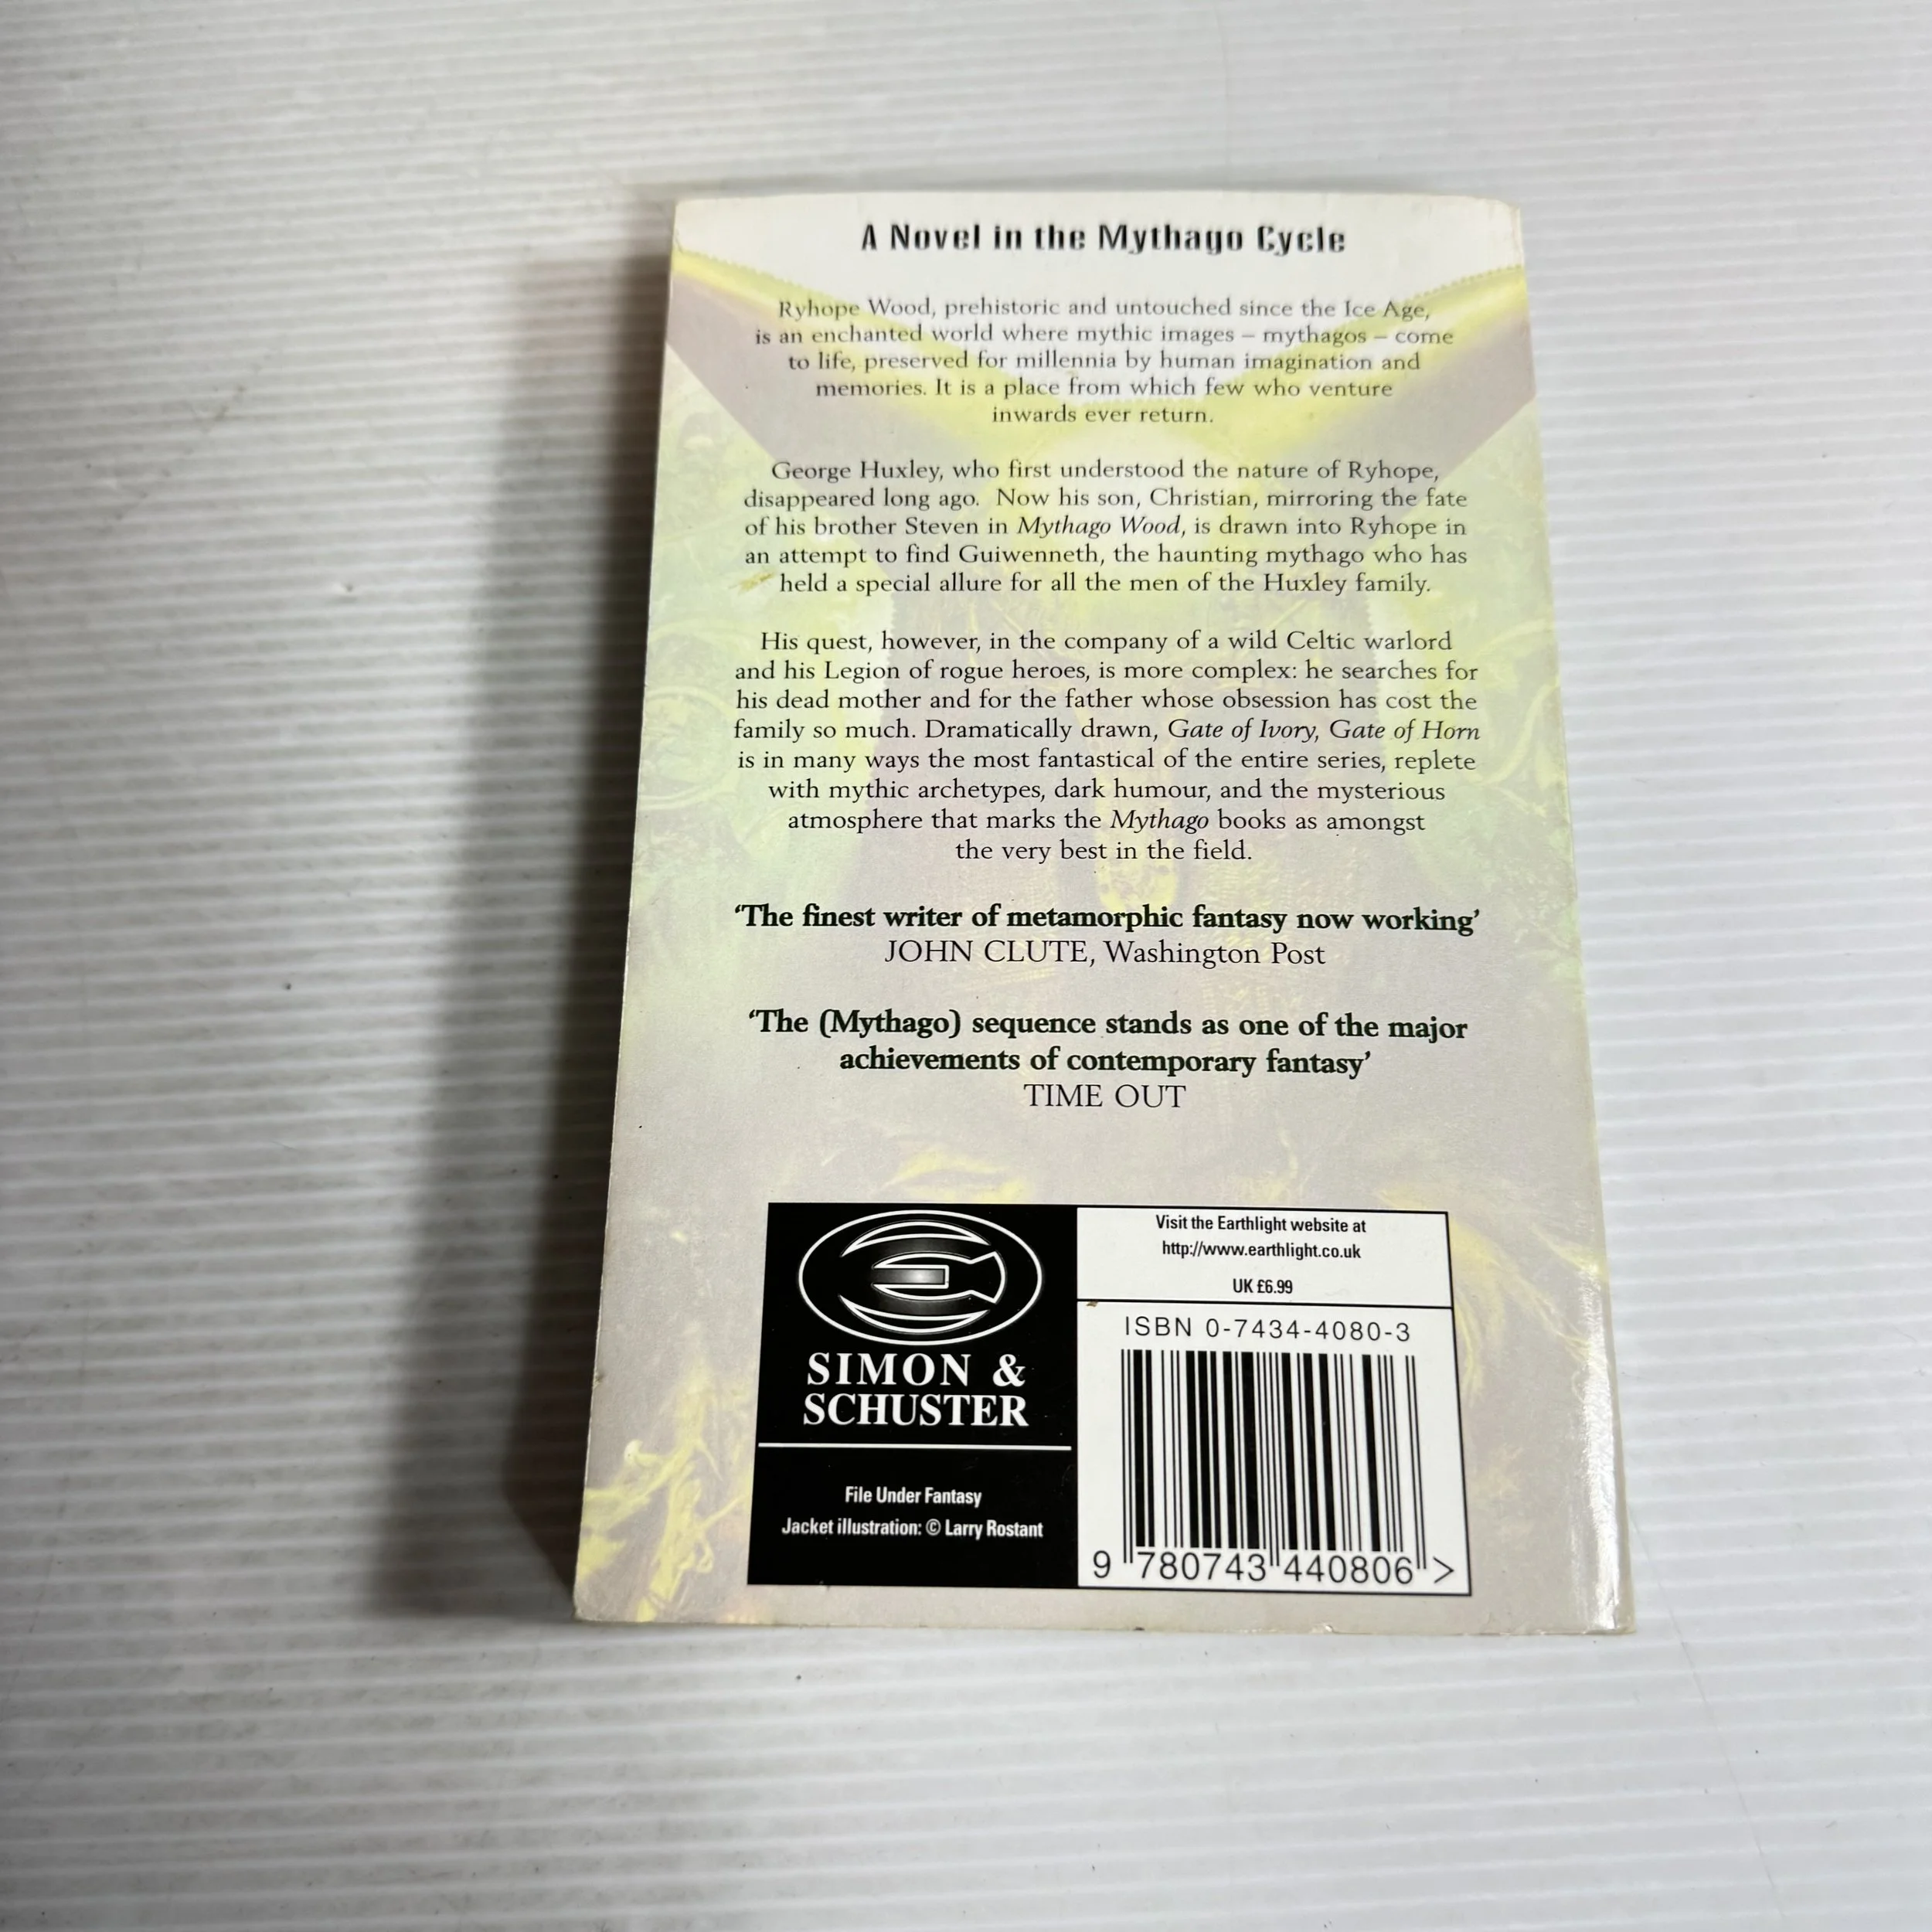 A Novel in the Mythago Cycle
Ryhope Wood, prehistoric and untouched since the Ice Age,
is an enchanted world where mythic images – mythagos – come
to life, preserved for millennia by human imagination and
memories. It is a place from which few who venture
inwards ever return.
George Huxley, who first understood the nature of Ryhope,
disappeared long ago. Now his son, Christian, mirroring the fate
of his brother Steven in Mythago Wood, is drawn into Ryhope in
an attempt to find Guiwenneth, the haunting mythago who has
held a special allure for all the men of the Huxley family.
His quest, however, in the company of a wild Celtic warlord
and his Legion of rogue heroes, is more complex: he searches for
his dead mother and for the father whose obsession has cost the
family so much. Dramatically drawn, Gate of Ivory, Gate of Horn
is in many ways the most fantastical of the entire series, replete
with mythic archetypes, dark humour, and the mysterious
atmosphere that marks the Mythago books as amongst
the very best in the field.
‘The finest writer of metamorphic fantasy now working’
JOHN CLUTE, Washington Post
‘The (Mythago) sequence stands as one of the major
achievements of contemporary fantasy’
TIME OUT
SIMON &
SCHUSTER
File Under Fantasy
Jacket illustration: © Larry Rostant
Visit the Earthlight website at
http://www.earthlight.co.uk
UK £6.99
ISBN 0-7434-4080-3
9 780743 440806 >